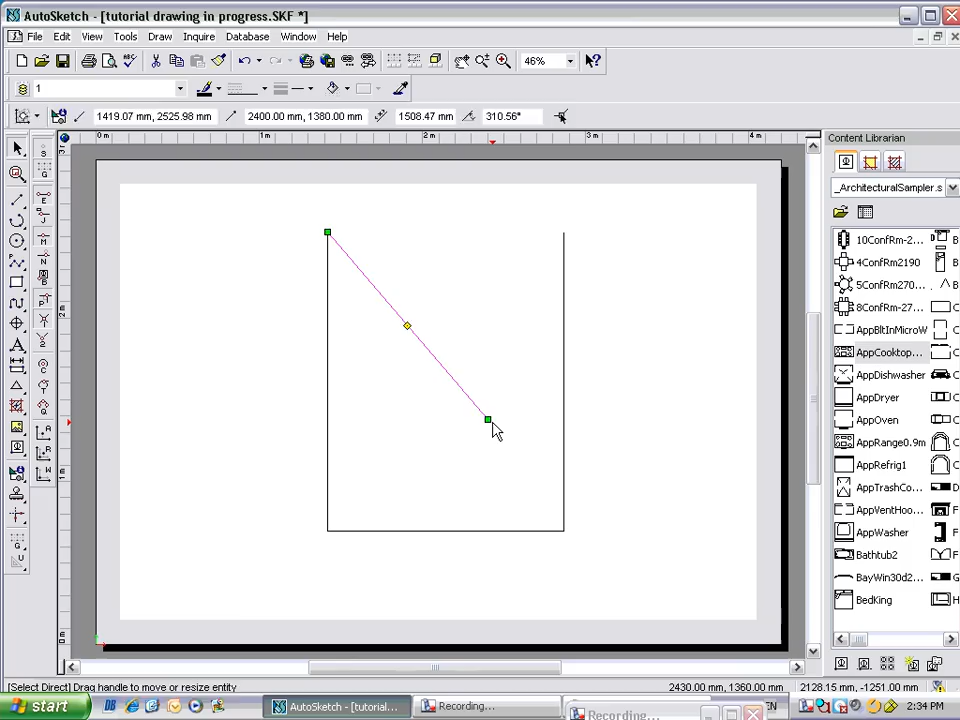 AutoSketch - [tutorial drawing in progress.SKF *]
File Edit View Tools Draw Inquire Database Window Help
46%
1
1419.07 mm, 2525.98 mm 2400.00 mm, 1380.00 mm 1508.47 mm 310.56°
0 m 1 m 2 m 3 m 4 m
Content Librarian
_ArchitecturalSampler.s
10ConfRm-2... B
4ConfRm2190 B
5ConfRm270... B
8ConfRm-27... C
AppBltInMicroW C
AppCooktop... C
AppDishwasher C
AppDryer C
AppOven C
AppRange0.9m C
AppRefrig1 C
AppTrashCo... D
AppVentHoo... F
AppWasher F
Bathtub2 F
BayWin30d2... G
BedKing H
[Select Direct] Drag handle to move or resize entity 2430.00 mm, 1360.00 mm 2128.15 mm, -1251.00 mm
start AutoSketch - [tutorial... Recording... Recording... EN 2:34 PM